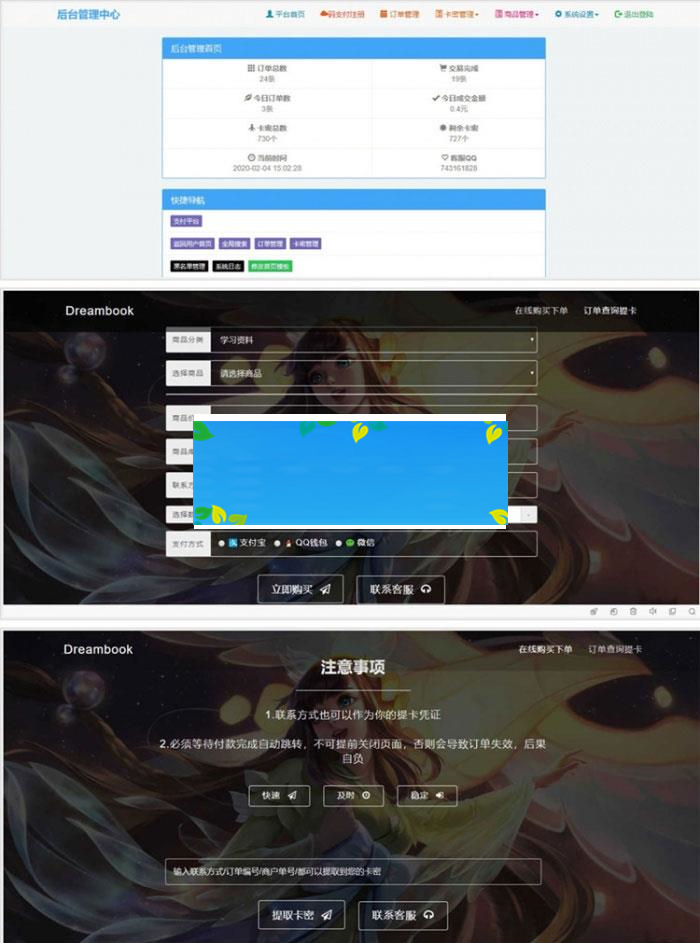 后台管理中心 平台首页 码支付注册 订单管理 卡密管理 商品管理 系统设置 退出登陆
后台管理首页
订单总数 交易完成
24条 19条
今日订单数 今日成交金额
3条 0.4元
卡密总数 剩余卡密
730个 727个
当前时间 客服QQ
2020-02-04 15:02:28 743161828
快捷导航
支付平台
返回用户首页 全局搜索 订单管理 卡密管理
黑名单管理 系统日志 修改首页模板
Dreambook 在线购买下单 订单查询提卡
商品分类 学习资料
选择商品 请选择商品
商品价
商品
联系方
选择数
支付方式 支付宝 QQ钱包 微信
立即购买 联系客服
Dreambook 在线购买下单 订单查询提卡
注意事项
1.联系方式也可以作为你的提卡凭证
2.必须等待付款完成自动跳转，不可提前关闭页面，否则会导致订单失效，后果
自负
快速 及时 稳定
输入联系方式/订单编号/商户单号/都可以提取到您的卡密
提取卡密 联系客服